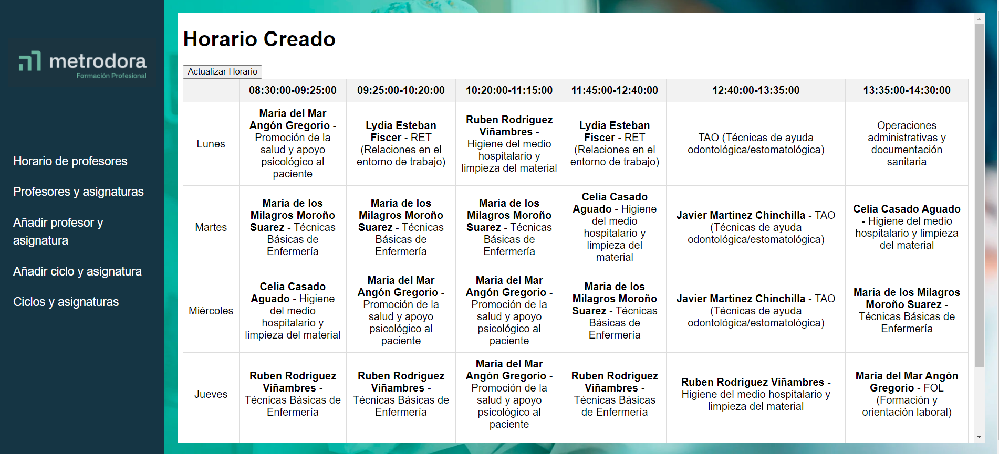 metrodora
Formación Profesional
Horario de profesores
Profesores y asignaturas
Añadir profesor y
asignatura
Añadir ciclo y asignatura
Ciclos y asignaturas
Horario Creado
Actualizar Horario
08:30:00-09:25:00
09:25:00-10:20:00
10:20:00-11:15:00
11:45:00-12:40:00
12:40:00-13:35:00
13:35:00-14:30:00
Lunes
Maria del Mar
Angón Gregorio -
Promoción de la
salud y apoyo
psicológico al
paciente
Lydia Esteban
Fiscer - RET
(Relaciones en el
entorno de trabajo)
Ruben Rodriguez
Viñambres -
Higiene del medio
hospitalario y
limpieza del material
Lydia Esteban
Fiscer - RET
(Relaciones en el
entorno de trabajo)
TAO (Técnicas de ayuda
odontológica/estomatológica)
Operaciones
administrativas y
documentación
sanitaria
Martes
Maria de los
Milagros Moroño
Suarez - Técnicas
Básicas de
Enfermería
Maria de los
Milagros Moroño
Suarez - Técnicas
Básicas de
Enfermería
Maria de los
Milagros Moroño
Suarez - Técnicas
Básicas de
Enfermería
Celia Casado
Aguado - Higiene
del medio
hospitalario y
limpieza del
material
Javier Martinez Chinchilla - TAO
(Técnicas de ayuda
odontológica/estomatológica)
Celia Casado Aguado
- Higiene del medio
hospitalario y limpieza
del material
Miércoles
Celia Casado
Aguado - Higiene
del medio
hospitalario y
limpieza del material
Maria del Mar
Angón Gregorio -
Promoción de la
salud y apoyo
psicológico al
paciente
Maria del Mar
Angón Gregorio -
Promoción de la
salud y apoyo
psicológico al
paciente
Maria de los
Milagros Moroño
Suarez - Técnicas
Básicas de
Enfermería
Javier Martinez Chinchilla - TAO
(Técnicas de ayuda
odontológica/estomatológica)
Maria de los Milagros
Moroño Suarez -
Técnicas Básicas de
Enfermería
Jueves
Ruben Rodriguez
Viñambres -
Técnicas Básicas de
Enfermería
Ruben Rodriguez
Viñambres -
Técnicas Básicas de
Enfermería
Maria del Mar
Angón Gregorio -
Promoción de la
salud y apoyo
psicológico al
paciente
Ruben Rodriguez
Viñambres -
Técnicas Básicas
de Enfermería
Ruben Rodriguez Viñambres -
Higiene del medio hospitalario y
limpieza del material
Maria del Mar Angón
Gregorio - FOL
(Formación y
orientación laboral)